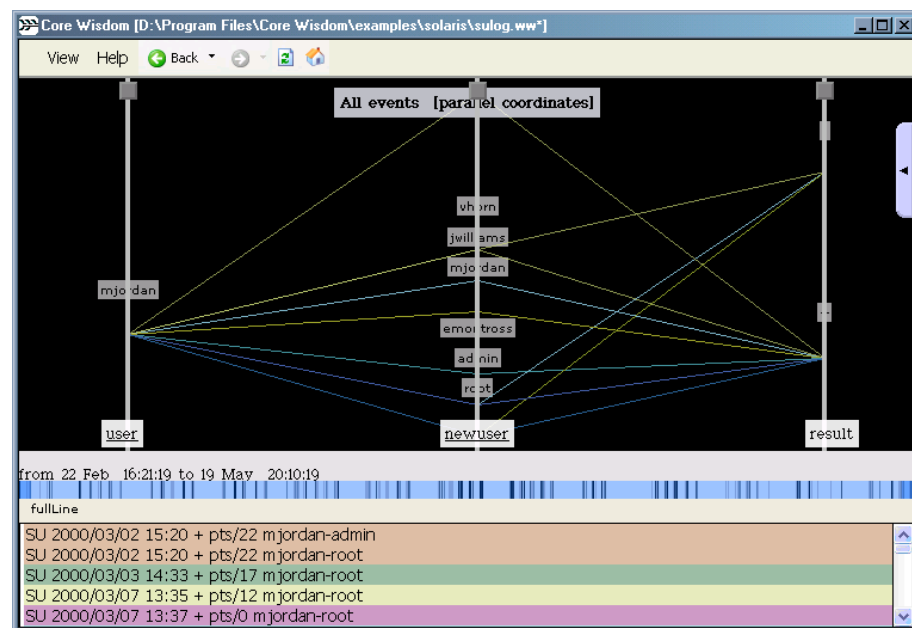 Core Wisdom [D:\Program Files\Core Wisdom\examples\solaris\sulog.ww*]
View Help Back
All events [parallel coordinates]
vhorn
jwilliams
mjordan
mjordan
emontross
admin
root
user newuser result
from 22 Feb 16:21:19 to 19 May 20:10:19
fullLine
SU 2000/03/02 15:20 + pts/22 mjordan-admin
SU 2000/03/02 15:20 + pts/22 mjordan-root
SU 2000/03/03 14:33 + pts/17 mjordan-root
SU 2000/03/07 13:35 + pts/12 mjordan-root
SU 2000/03/07 13:37 + pts/0 mjordan-root